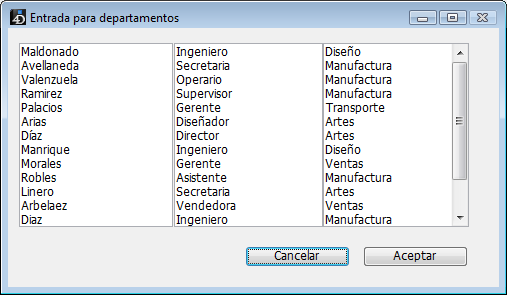 Entrada para departamentos
Maldonado Ingeniero Diseño
Avellaneda Secretaria Manufactura
Valenzuela Operario Manufactura
Ramirez Supervisor Manufactura
Palacios Gerente Transporte
Arias Diseñador Artes
Díaz Director Artes
Manrique Ingeniero Diseño
Morales Gerente Ventas
Robles Asistente Manufactura
Linero Secretaria Artes
Arbelaez Vendedora Ventas
Diaz Ingeniero Manufactura
Cancelar Aceptar